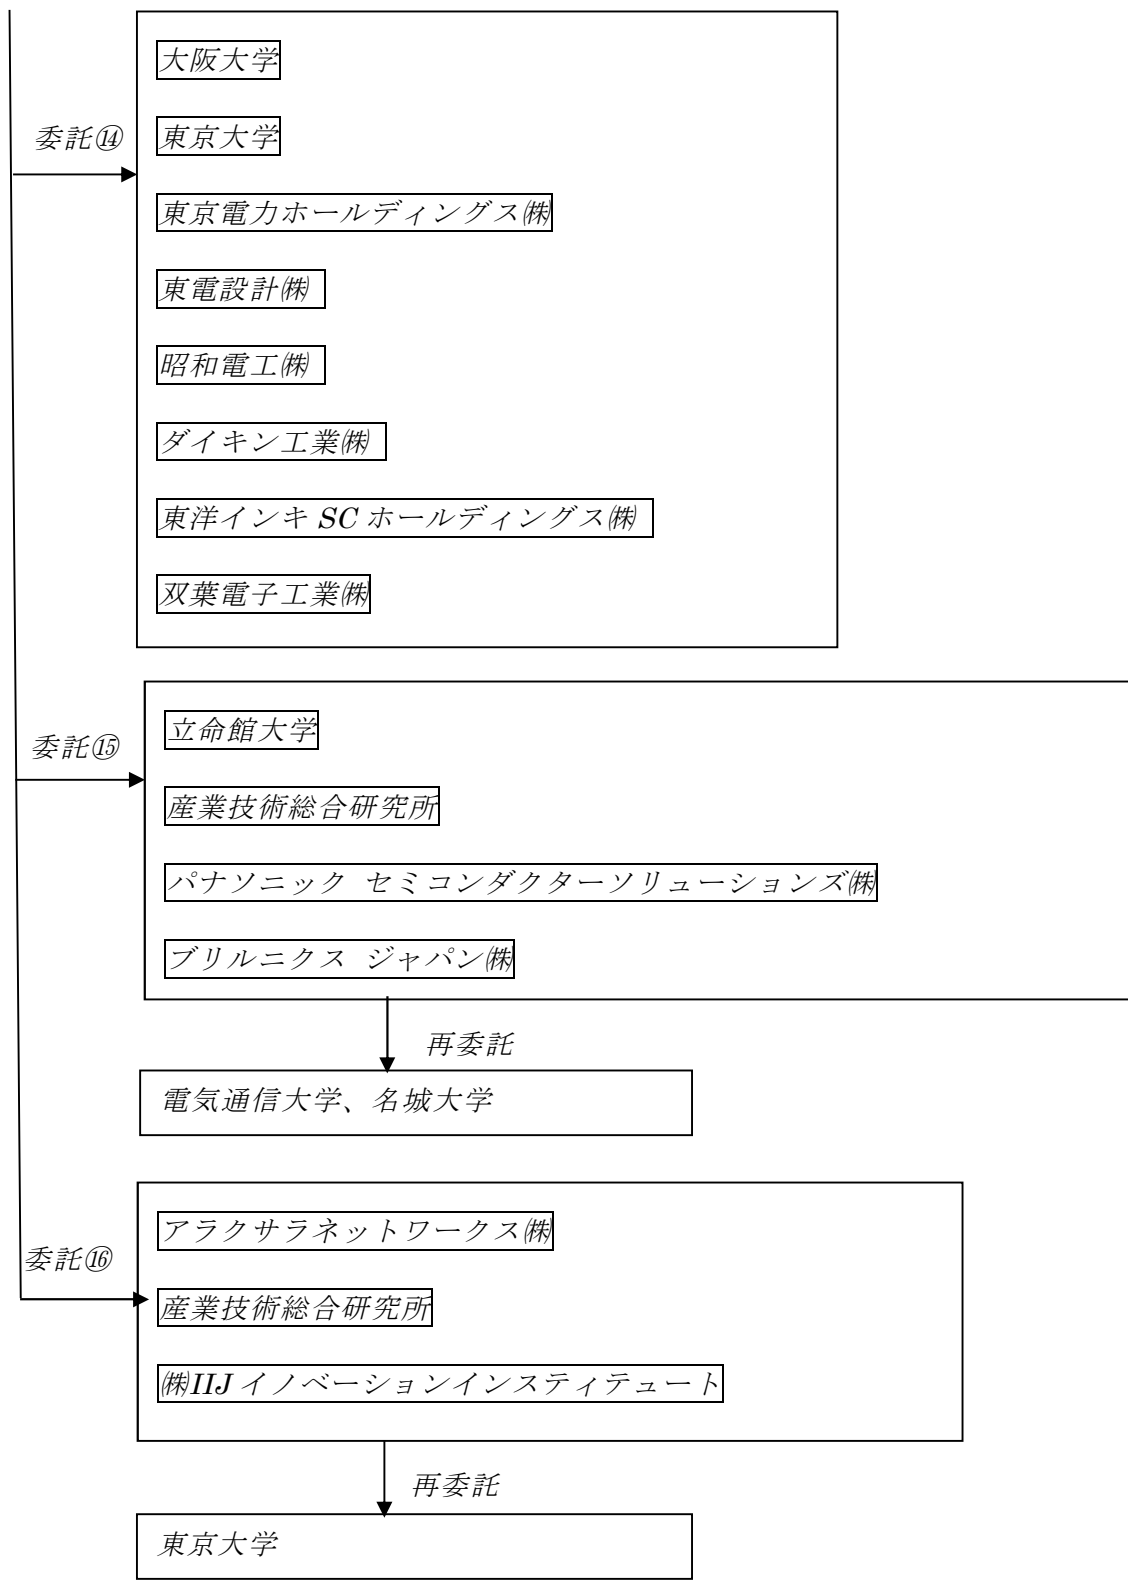 大阪大学
委託⑭
東京大学
東京電力ホールディングス㈱
東電設計㈱
昭和電工㈱
ダイキン工業㈱
東洋インキ SC ホールディングス㈱
双葉電子工業㈱
立命館大学
委託⑮
産業技術総合研究所
パナソニック セミコンダクターソリューションズ㈱
ブリルニクス ジャパン㈱
再委託
電気通信大学、名城大学
アラクサラネットワークス㈱
委託⑯
産業技術総合研究所
㈱IIJ イノベーションインスティテュート
再委託
東京大学